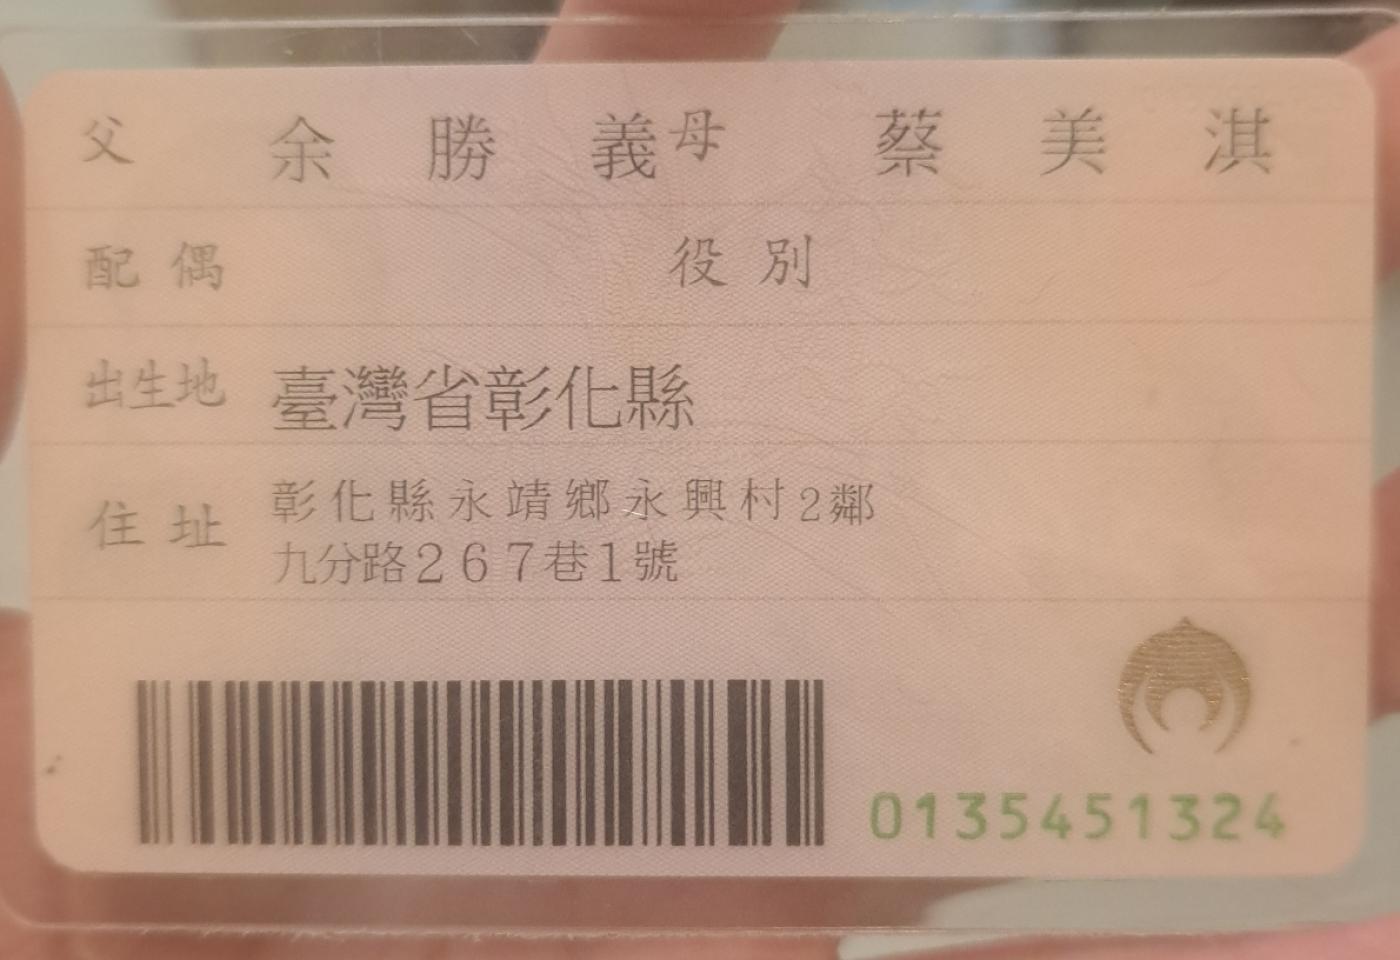 父 余勝義 母 蔡美淇
配偶 役別
出生地 臺灣省彰化縣
住址 彰化縣永靖鄉永興村2鄰
九分路267巷1號
0135451324